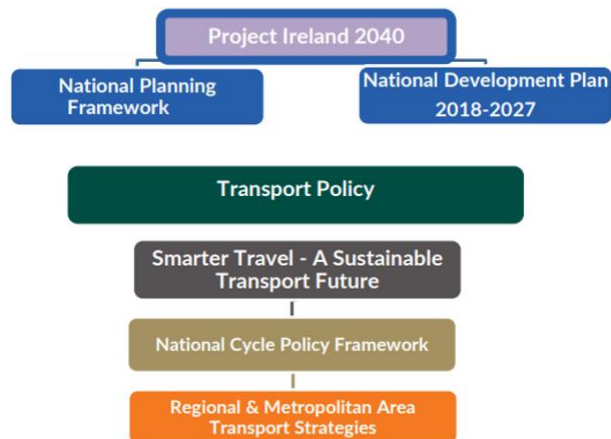 Project Ireland 2040
National Planning
Framework
National Development Plan
2018-2027
Transport Policy
Smarter Travel - A Sustainable
Transport Future
National Cycle Policy Framework
Regional & Metropolitan Area
Transport Strategies